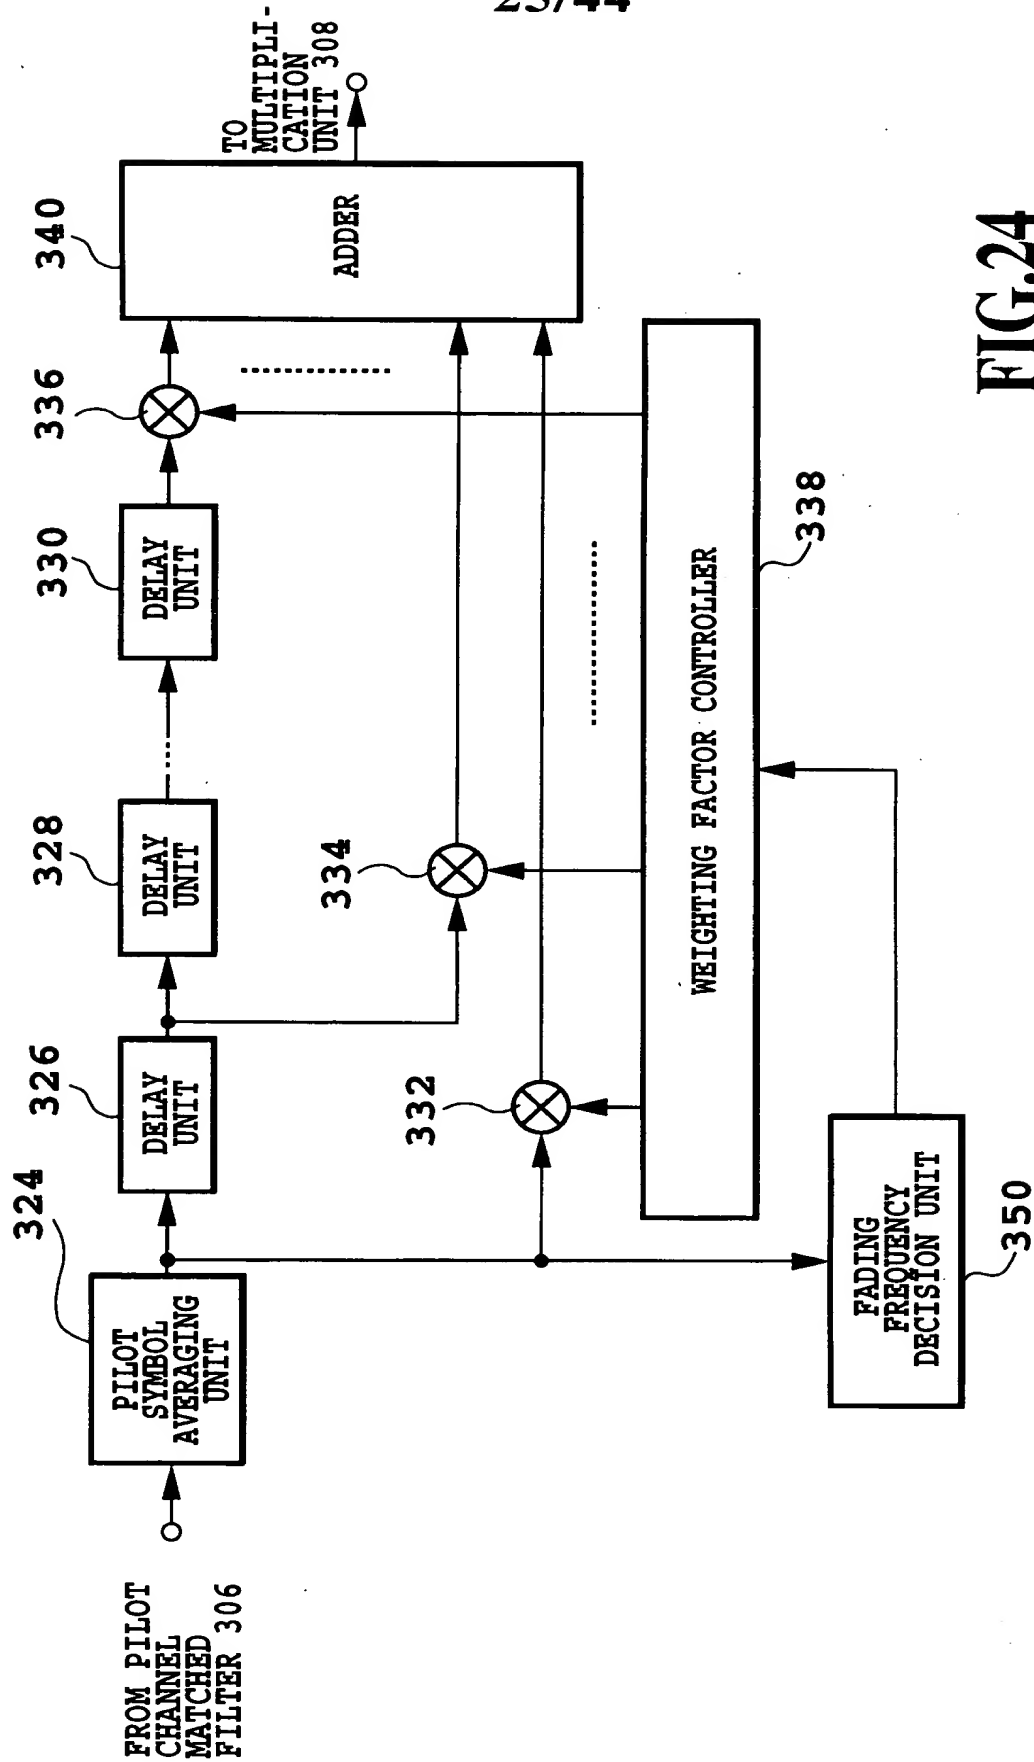 23/44
FROM PILOT
CHANNEL
MATCHED
FILTER 306
324
PILOT
SYMBOL
AVERAGING
UNIT
326
DELAY
UNIT
328
DELAY
UNIT
330
DELAY
UNIT
336
340
ADDER
TO
MULTIPLI-
CATION
UNIT 308
334
332
WEIGHTING FACTOR CONTROLLER
338
FADING
FREQUENCY
DECISION UNIT
350
FIG.24